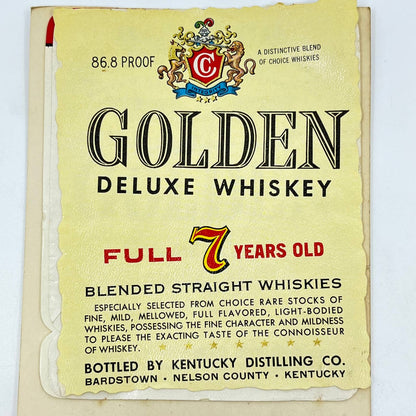 86.8 PROOF
A DISTINCTIVE BLEND
OF CHOICE WHISKIES
CC
GOLDEN
DELUXE WHISKEY
FULL 7 YEARS OLD
BLENDED STRAIGHT WHISKIES
ESPECIALLY SELECTED FROM CHOICE RARE STOCKS OF
FINE, MILD, MELLOWED, FULL FLAVORED, LIGHT-BODIED
WHISKIES, POSSESSING THE FINE CHARACTER AND MILDNESS
TO PLEASE THE EXACTING TASTE OF THE CONNOISSEUR
OF WHISKEY.
BOTTLED BY KENTUCKY DISTILLING CO.
BARDSTOWN • NELSON COUNTY • KENTUCKY